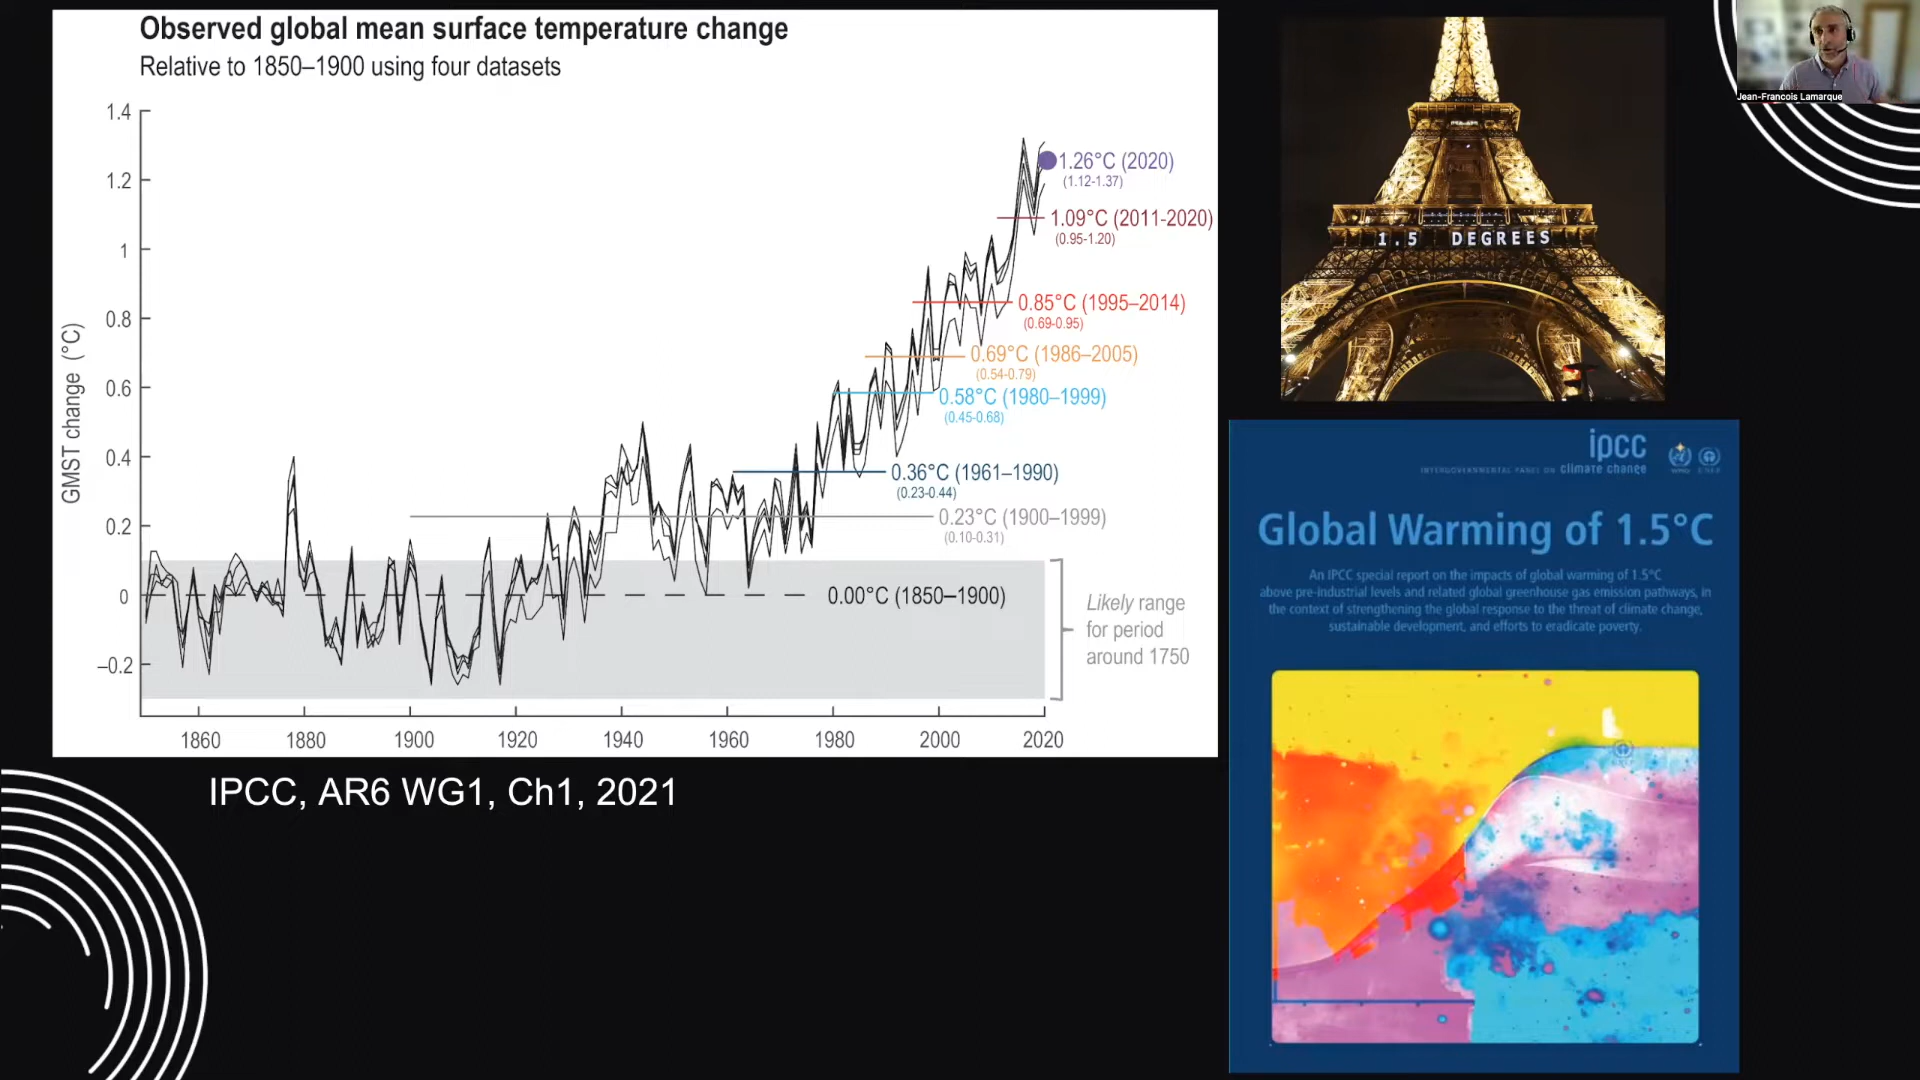 Observed global mean surface temperature change
Relative to 1850–1900 using four datasets
GMST change (°C)
1.4
1.2
1
0.8
0.6
0.4
0.2
0
–0.2
1860
1880
1900
1920
1940
1960
1980
2000
2020
1.26°C (2020)
(1.12-1.37)
1.09°C (2011-2020)
(0.95-1.20)
0.85°C (1995–2014)
(0.69-0.95)
0.69°C (1986–2005)
(0.54-0.79)
0.58°C (1980–1999)
(0.45-0.68)
0.36°C (1961–1990)
(0.23-0.44)
0.23°C (1900–1999)
(0.10-0.31)
0.00°C (1850–1900)
Likely range
for period
around 1750
IPCC, AR6 WG1, Ch1, 2021
1.5 DEGREES
Jean-Francois Lamarque
ipcc
INTERGOVERNMENTAL PANEL ON climate change
WMO UNEP
Global Warming of 1.5°C
An IPCC special report on the impacts of global warming of 1.5°C
above pre-industrial levels and related global greenhouse gas emission pathways, in
the context of strengthening the global response to the threat of climate change,
sustainable development, and efforts to eradicate poverty.